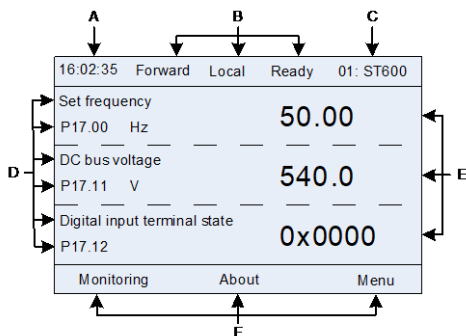 A B C
16:02:35 Forward Local Ready 01: ST600
Set frequency
P17.00 Hz 50.00
DC bus voltage
P17.11 V 540.0
Digital input terminal state
P17.12 0x0000
D E
Monitoring About Menu
F